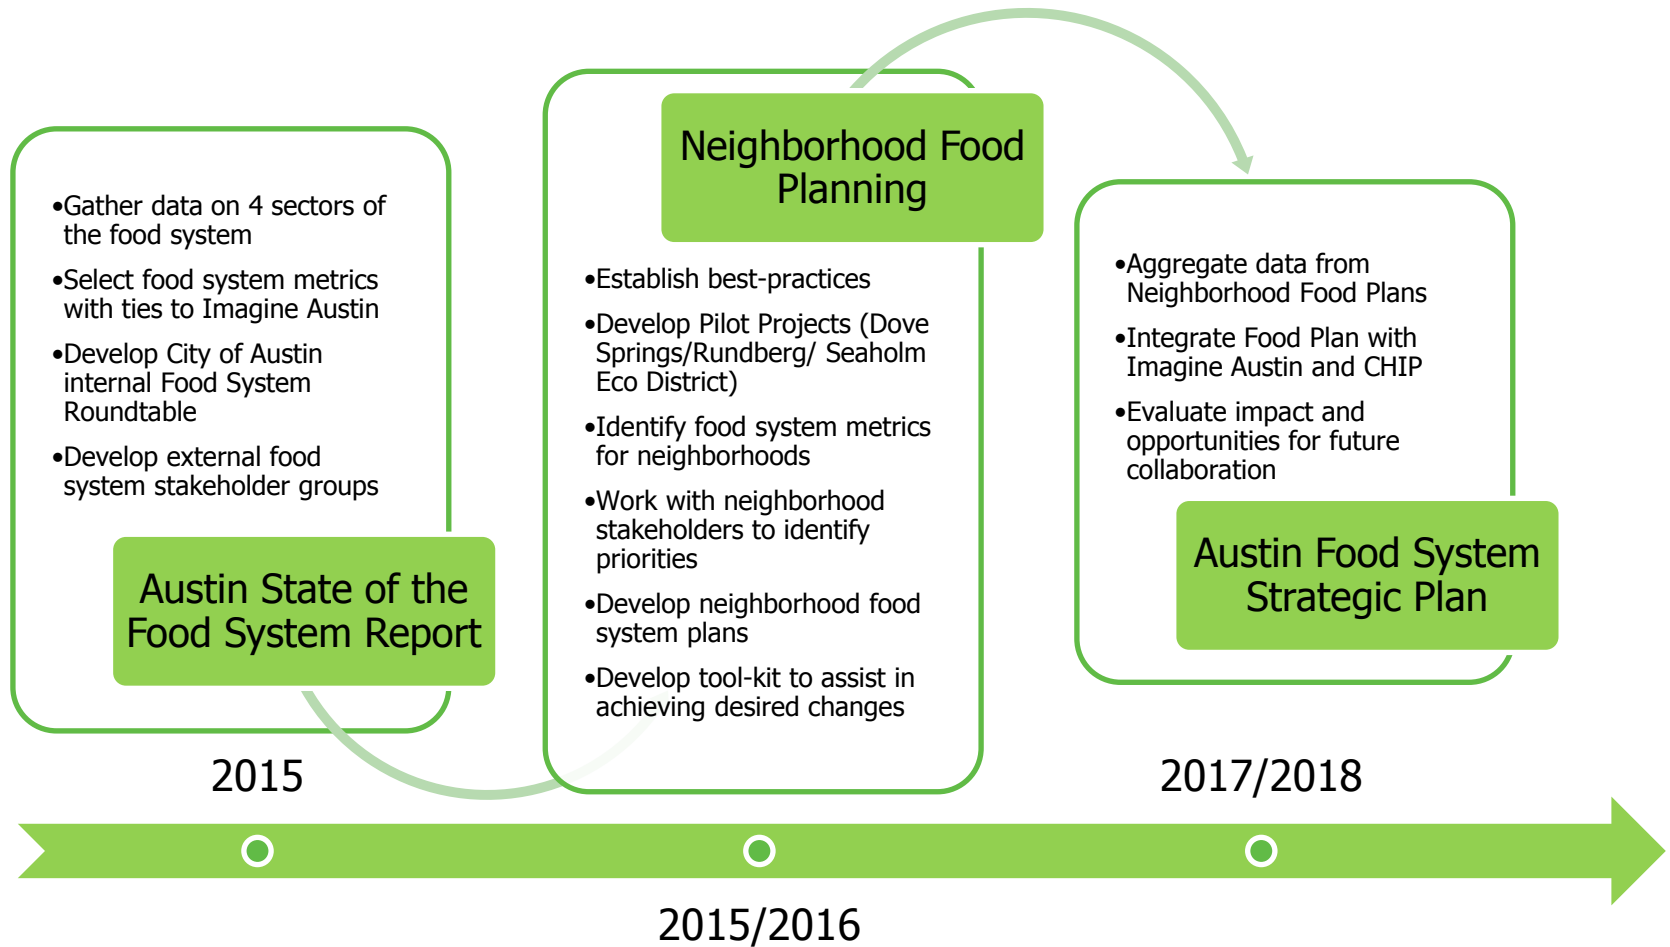 •Gather data on 4 sectors of
the food system
•Select food system metrics
with ties to Imagine Austin
•Develop City of Austin
internal Food System
Roundtable
•Develop external food
system stakeholder groups
Austin State of the
Food System Report
2015
Neighborhood Food
Planning
•Establish best-practices
•Develop Pilot Projects (Dove
Springs/Rundberg/ Seaholm
Eco District)
•Identify food system metrics
for neighborhoods
•Work with neighborhood
stakeholders to identify
priorities
•Develop neighborhood food
system plans
•Develop tool-kit to assist in
achieving desired changes
2015/2016
•Aggregate data from
Neighborhood Food Plans
•Integrate Food Plan with
Imagine Austin and CHIP
•Evaluate impact and
opportunities for future
collaboration
Austin Food System
Strategic Plan
2017/2018